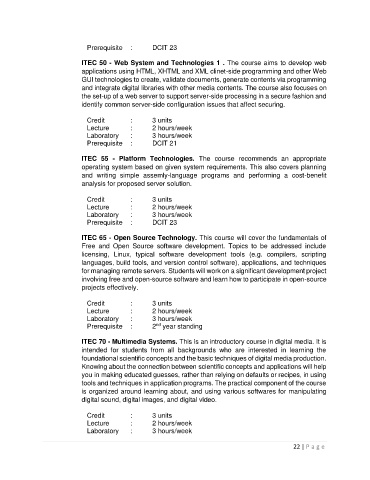 Prerequisite : DCIT 23
ITEC 50 - Web System and Technologies 1 . The course aims to develop web
applications using HTML, XHTML and XML clinet-side programming and other Web
GUI technologies to create, validate documents, generate contents via programming
and integrate digital libraries with other media contents. The course also focuses on
the set-up of a web server to support server-side processing in a secure fashion and
identify common server-side configuration issues that affect securing.
Credit : 3 units
Lecture : 2 hours/week
Laboratory : 3 hours/week
Prerequisite : DCIT 21
ITEC 55 - Platform Technologies. The course recommends an appropriate
operating system based on given system requirements. This also covers planning
and writing simple assembly-language programs and performing a cost-benefit
analysis for proposed server solution.
Credit : 3 units
Lecture : 2 hours/week
Laboratory : 3 hours/week
Prerequisite : DCIT 23
ITEC 65 - Open Source Technology. This course will cover the fundamentals of
Free and Open Source software development. Topics to be addressed include
licensing, Linux, typical software development tools (e.g. compilers, scripting
languages, build tools, and version control software), applications, and techniques
for managing remote servers. Students will work on a significant development project
involving free and open-source software and learn how to participate in open-source
projects effectively.
Credit : 3 units
Lecture : 2 hours/week
Laboratory : 3 hours/week
Prerequisite : 2nd year standing
ITEC 70 - Multimedia Systems. This is an introductory course in digital media. It is
intended for students from all backgrounds who are interested in learning the
foundational scientific concepts and the basic techniques of digital media production.
Knowing about the connection between scientific concepts and applications will help
you in making educated guesses, rather than relying on defaults or recipes, in using
tools and techniques in application programs. The practical component of the course
is organized around learning about, and using various softwares for manipulating
digital sound, digital images, and digital video.
Credit : 3 units
Lecture : 2 hours/week
Laboratory : 3 hours/week
22 | Page